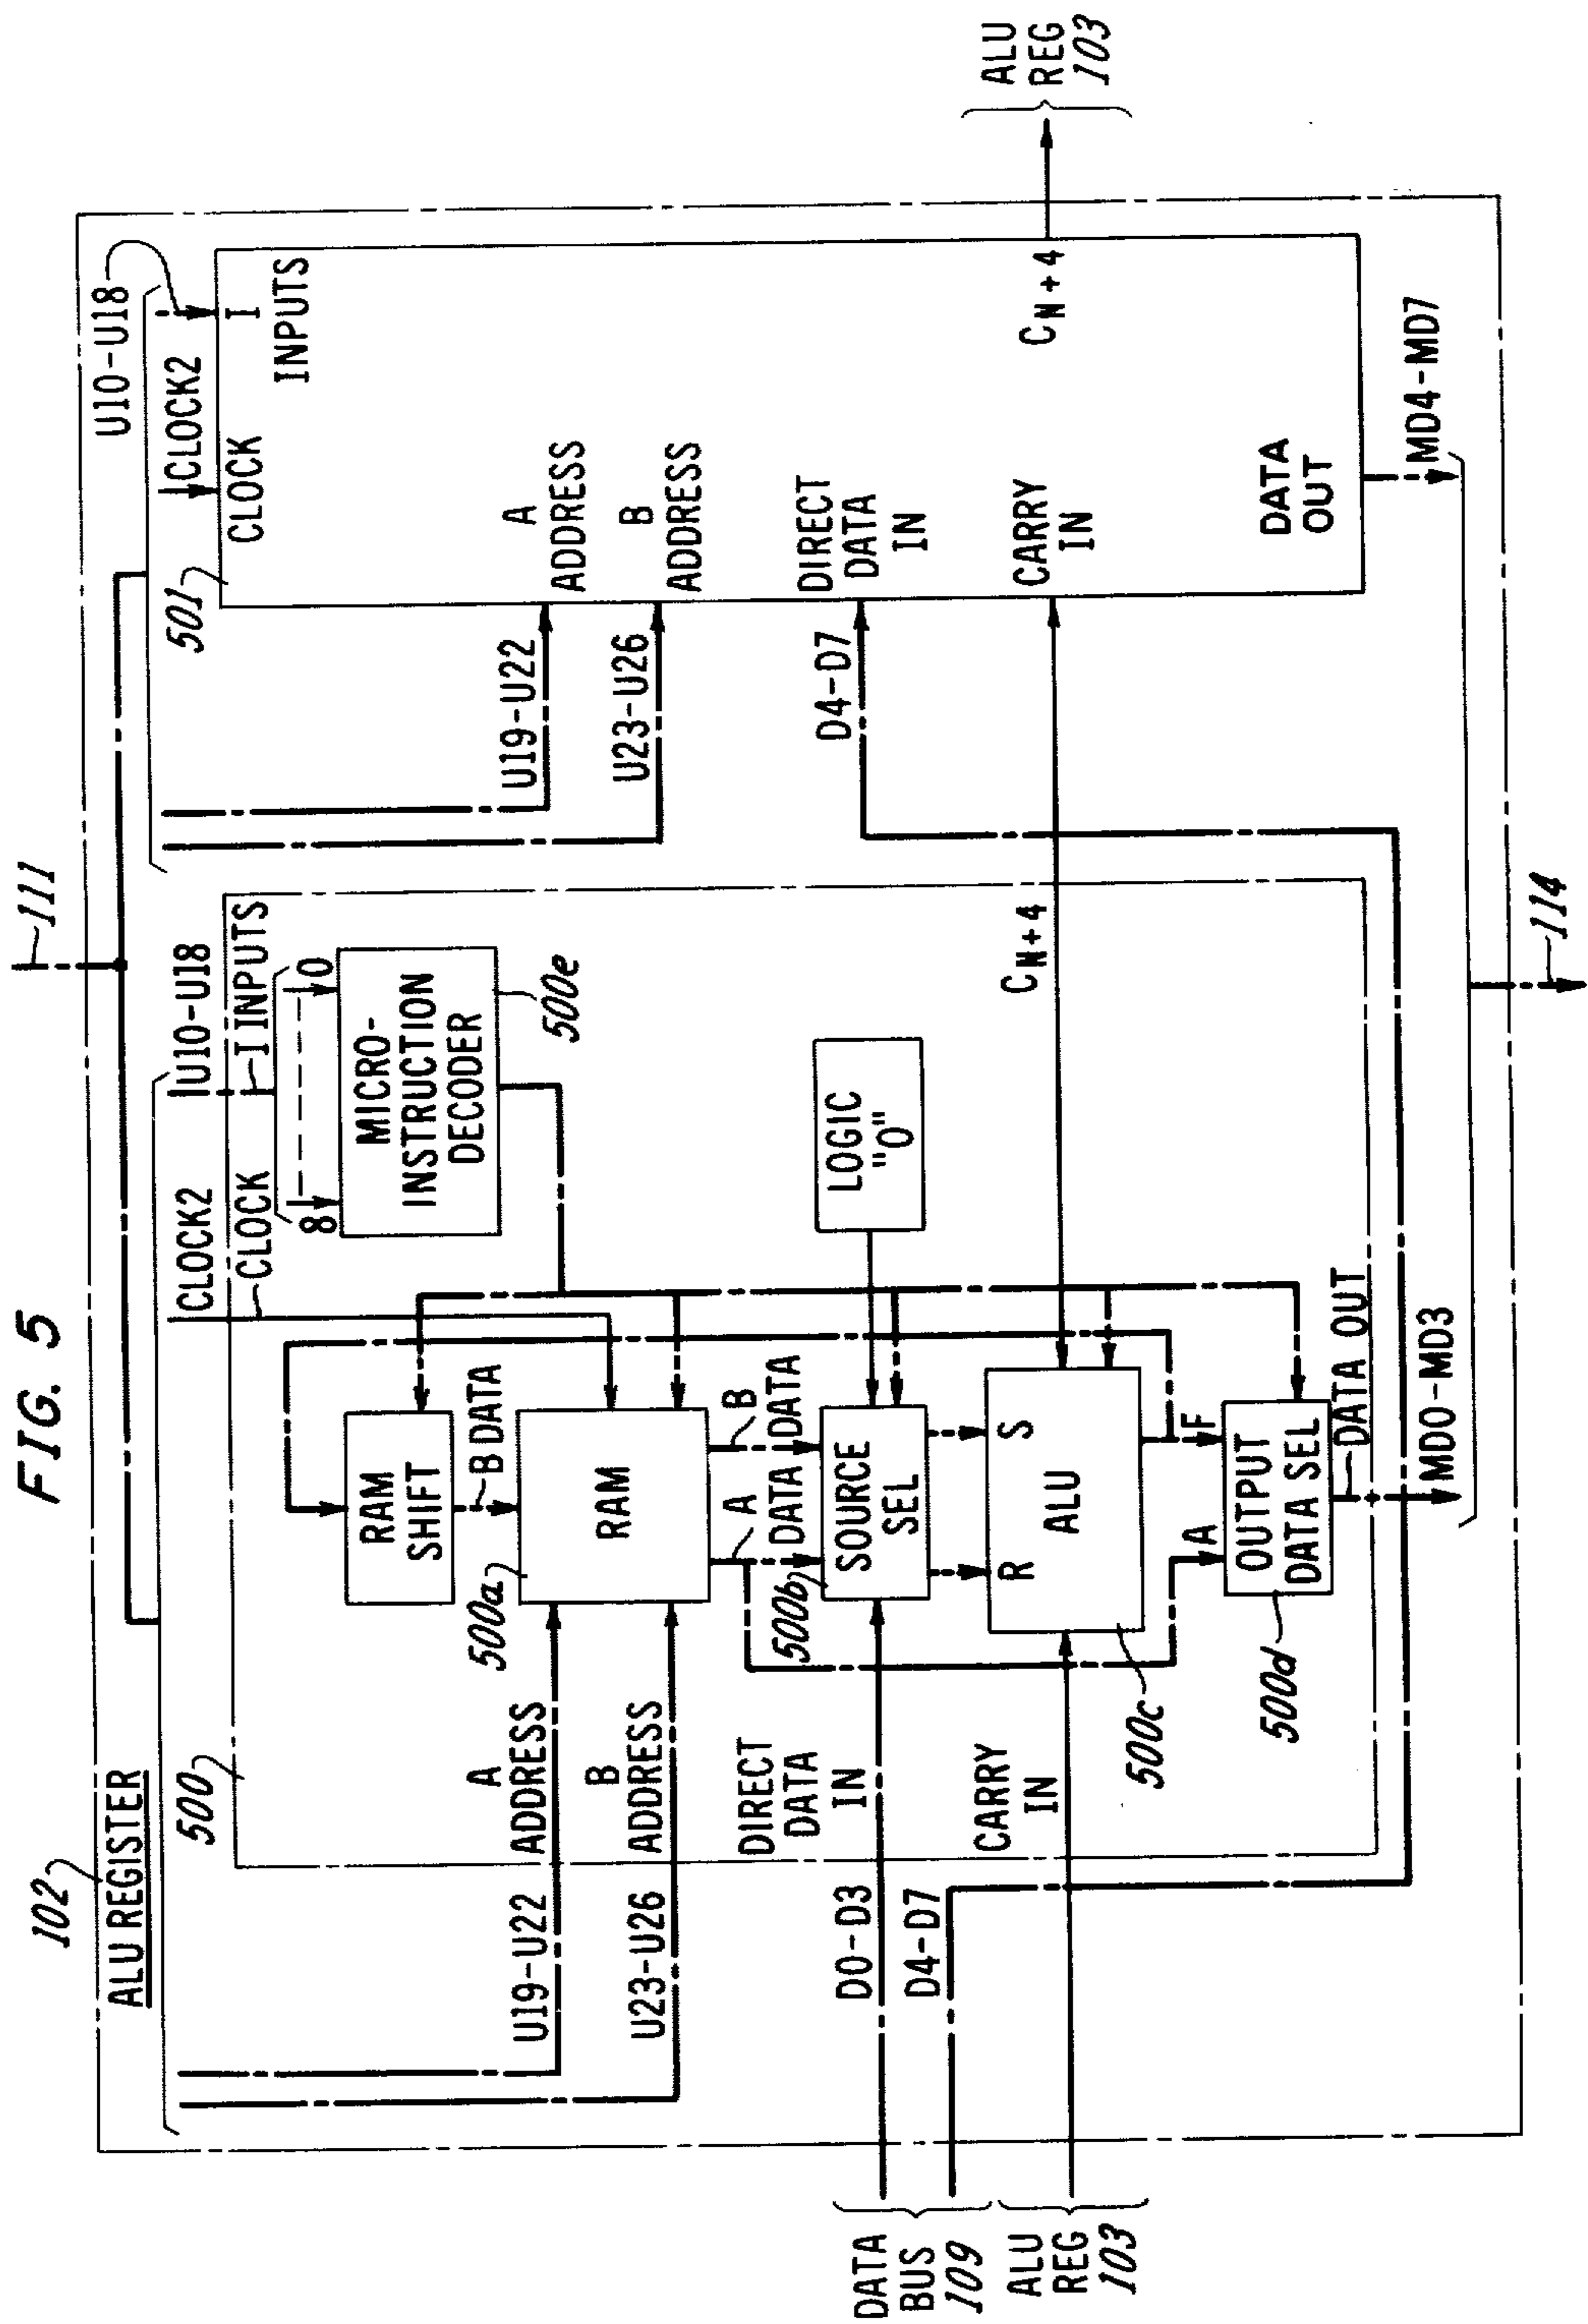 FIG. 5
111
102
ALU REGISTER
500
CLOCK2
CLOCK
U10-U18
I INPUTS
8
0
MICRO-
INSTRUCTION
DECODER
500e
RAM
SHIFT
B DATA
U19-U22
A
ADDRESS
U23-U26
B
ADDRESS
500a
RAM
A
DATA
B
DATA
LOGIC
"0"
DATA
BUS
109
D0-D3
D4-D7
DIRECT
DATA
IN
500b
SOURCE
SEL
ALU
REG
103
CARRY
IN
R
S
ALU
500c
CN+4
A
F
OUTPUT
DATA SEL
500d
DATA OUT
MD0-MD3
501
U10-U18
CLOCK2
CLOCK
I
INPUTS
U19-U22
A
ADDRESS
U23-U26
B
ADDRESS
D4-D7
DIRECT
DATA
IN
CARRY
IN
CN+4
ALU
REG
103
DATA
OUT
MD4-MD7
114